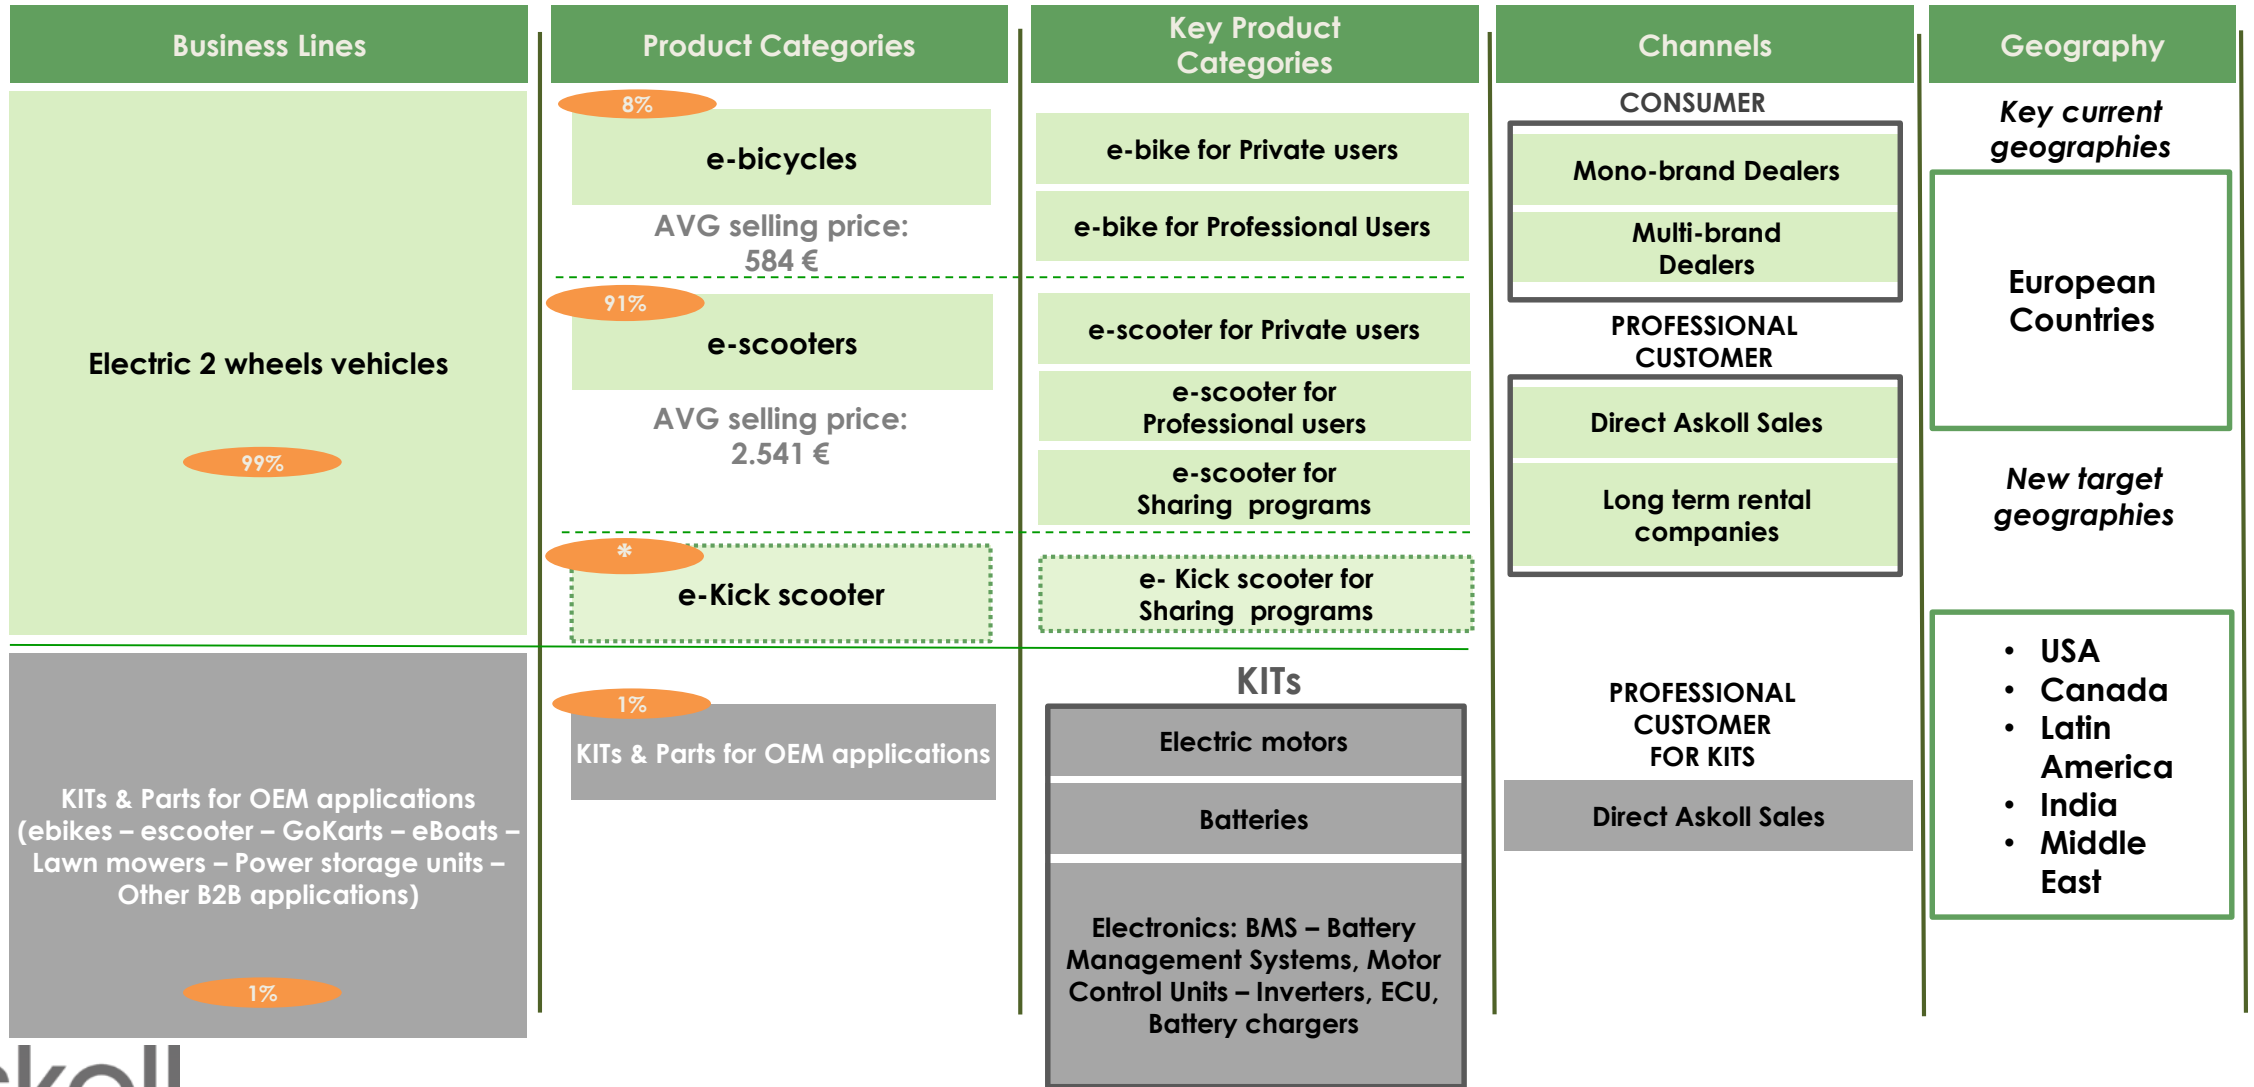 Business Lines
Product Categories
Key Product
Categories
Channels
Geography
Electric 2 wheels vehicles
99%
KITs & Parts for OEM applications
(ebikes – escooter – GoKarts – eBoats –
Lawn mowers – Power storage units –
Other B2B applications)
1%
8%
e-bicycles
AVG selling price:
584 €
91%
e-scooters
AVG selling price:
2.541 €
*
e-Kick scooter
1%
KITs & Parts for OEM applications
e-bike for Private users
e-bike for Professional Users
e-scooter for Private users
e-scooter for
Professional users
e-scooter for
Sharing programs
e- Kick scooter for
Sharing programs
KITs
Electric motors
Batteries
Electronics: BMS – Battery
Management Systems, Motor
Control Units – Inverters, ECU,
Battery chargers
CONSUMER
Mono-brand Dealers
Multi-brand
Dealers
PROFESSIONAL
CUSTOMER
Direct Askoll Sales
Long term rental
companies
PROFESSIONAL
CUSTOMER
FOR KITS
Direct Askoll Sales
Key current
geographies
European
Countries
New target
geographies
• USA
• Canada
• Latin
America
• India
• Middle
East